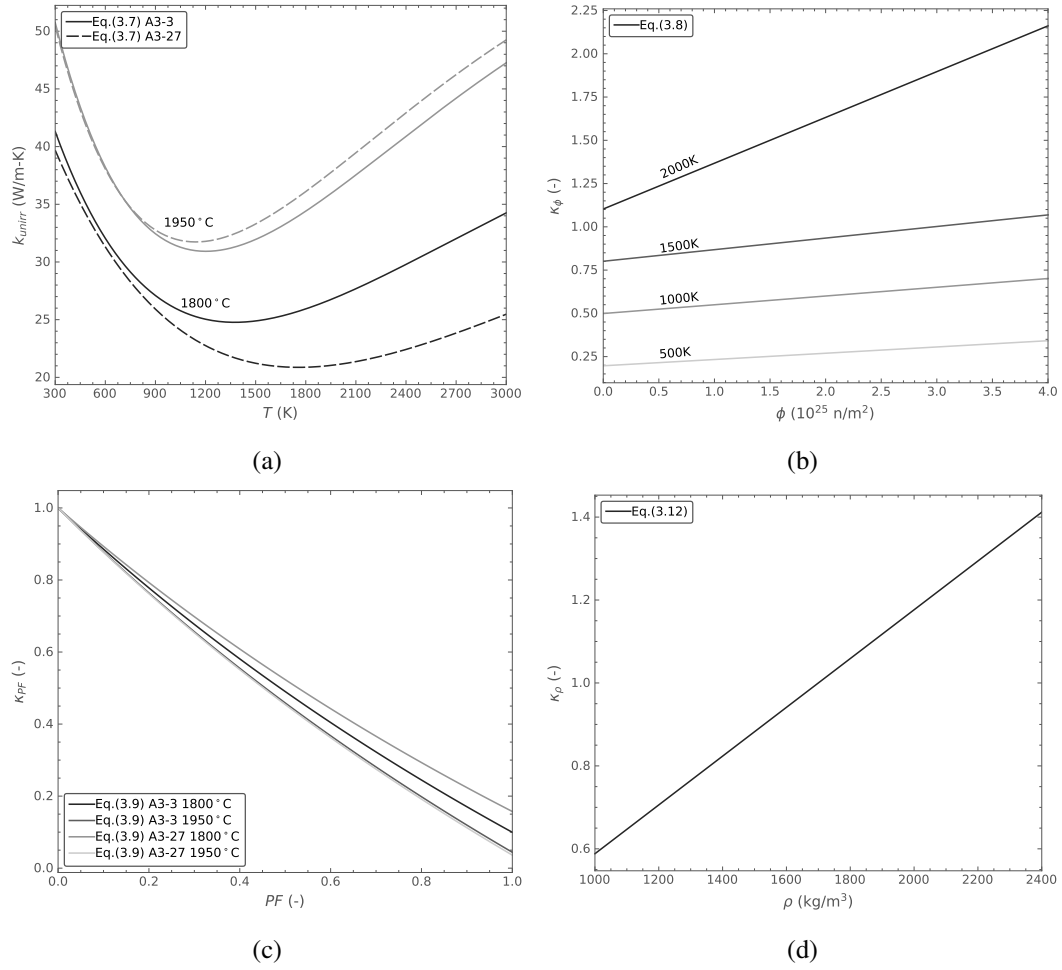 Eq.(3.7) A3-3
Eq.(3.7) A3-27
50
45
40
35
30
25
20
k_unirr (W/m-K)
1950°C
1800°C
300 600 900 1200 1500 1800 2100 2400 2700 3000
T (K)
(a)
Eq.(3.8)
2.25
2.00
1.75
1.50
1.25
1.00
0.75
0.50
0.25
κ_ϕ (-)
2000K
1500K
1000K
500K
0.0 0.5 1.0 1.5 2.0 2.5 3.0 3.5 4.0
ϕ (10²⁵ n/m²)
(b)
1.0
0.8
0.6
0.4
0.2
0.0
κ_PF (-)
Eq.(3.9) A3-3 1800°C
Eq.(3.9) A3-3 1950°C
Eq.(3.9) A3-27 1800°C
Eq.(3.9) A3-27 1950°C
0.0 0.2 0.4 0.6 0.8 1.0
PF (-)
(c)
Eq.(3.12)
1.4
1.2
1.0
0.8
0.6
κ_ρ (-)
1000 1200 1400 1600 1800 2000 2200 2400
ρ (kg/m³)
(d)